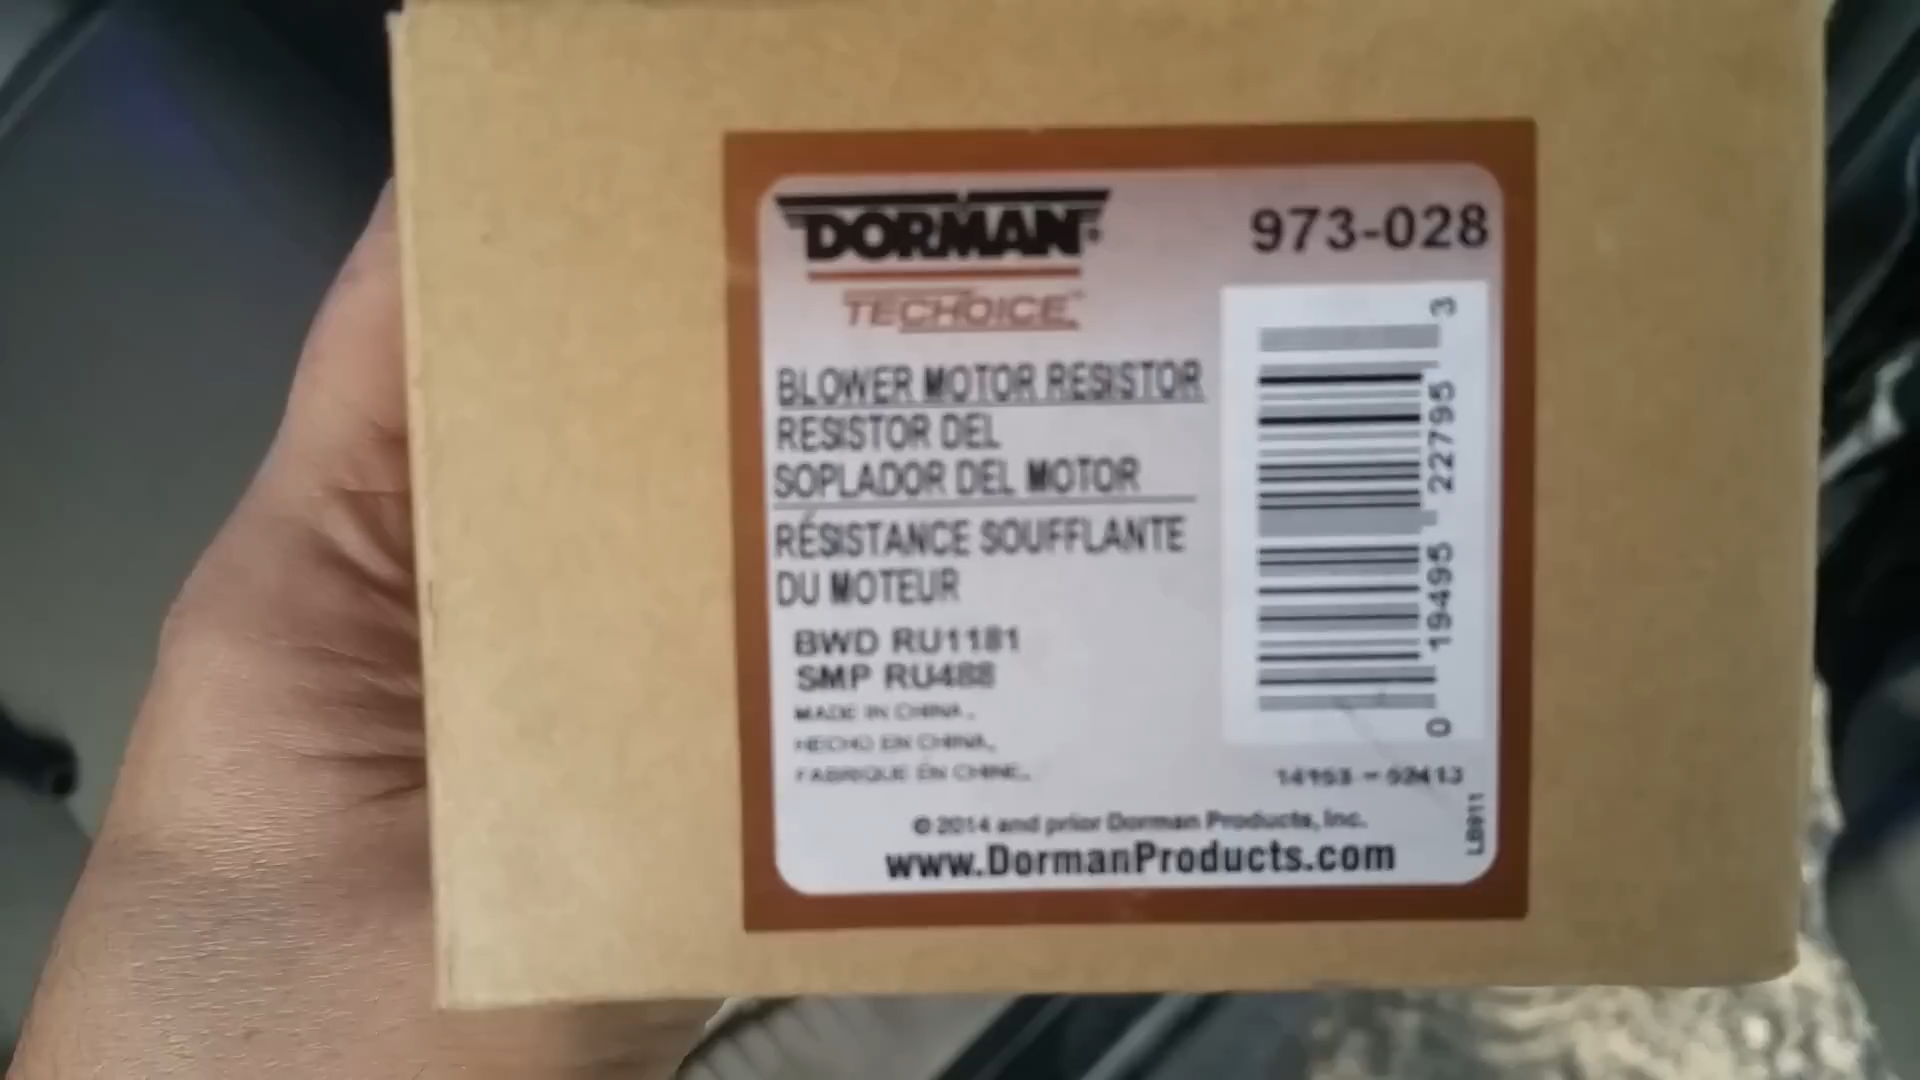 DORMAN®
973-028
TECHOICE™
BLOWER MOTOR RESISTOR
RESISTOR DEL
SOPLADOR DEL MOTOR
RÉSISTANCE SOUFFLANTE
DU MOTEUR
BWD RU1181
SMP RU488
MADE IN CHINA.
HECHO EN CHINA.
FABRIQUÉ EN CHINE.
0 19495 22795 3
LB911
© 2014 and prior Dorman Products, Inc.
www.DormanProducts.com